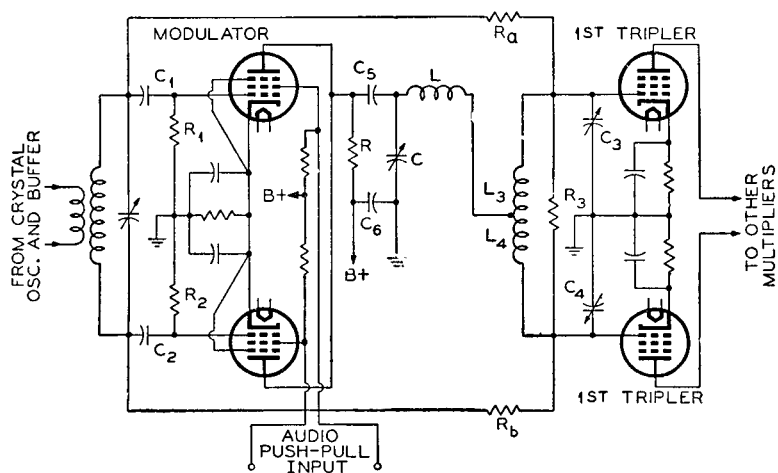 MODULATOR
Ra
1ST TRIPLER
C1
C5
L
R1
R
C
C3
B+
C6
L3
R3
L4
FROM CRYSTAL
OSC. AND BUFFER
TO OTHER
MULTIPLIERS
B+
R2
C4
C2
1ST TRIPLER
Rb
AUDIO
PUSH-PULL
INPUT